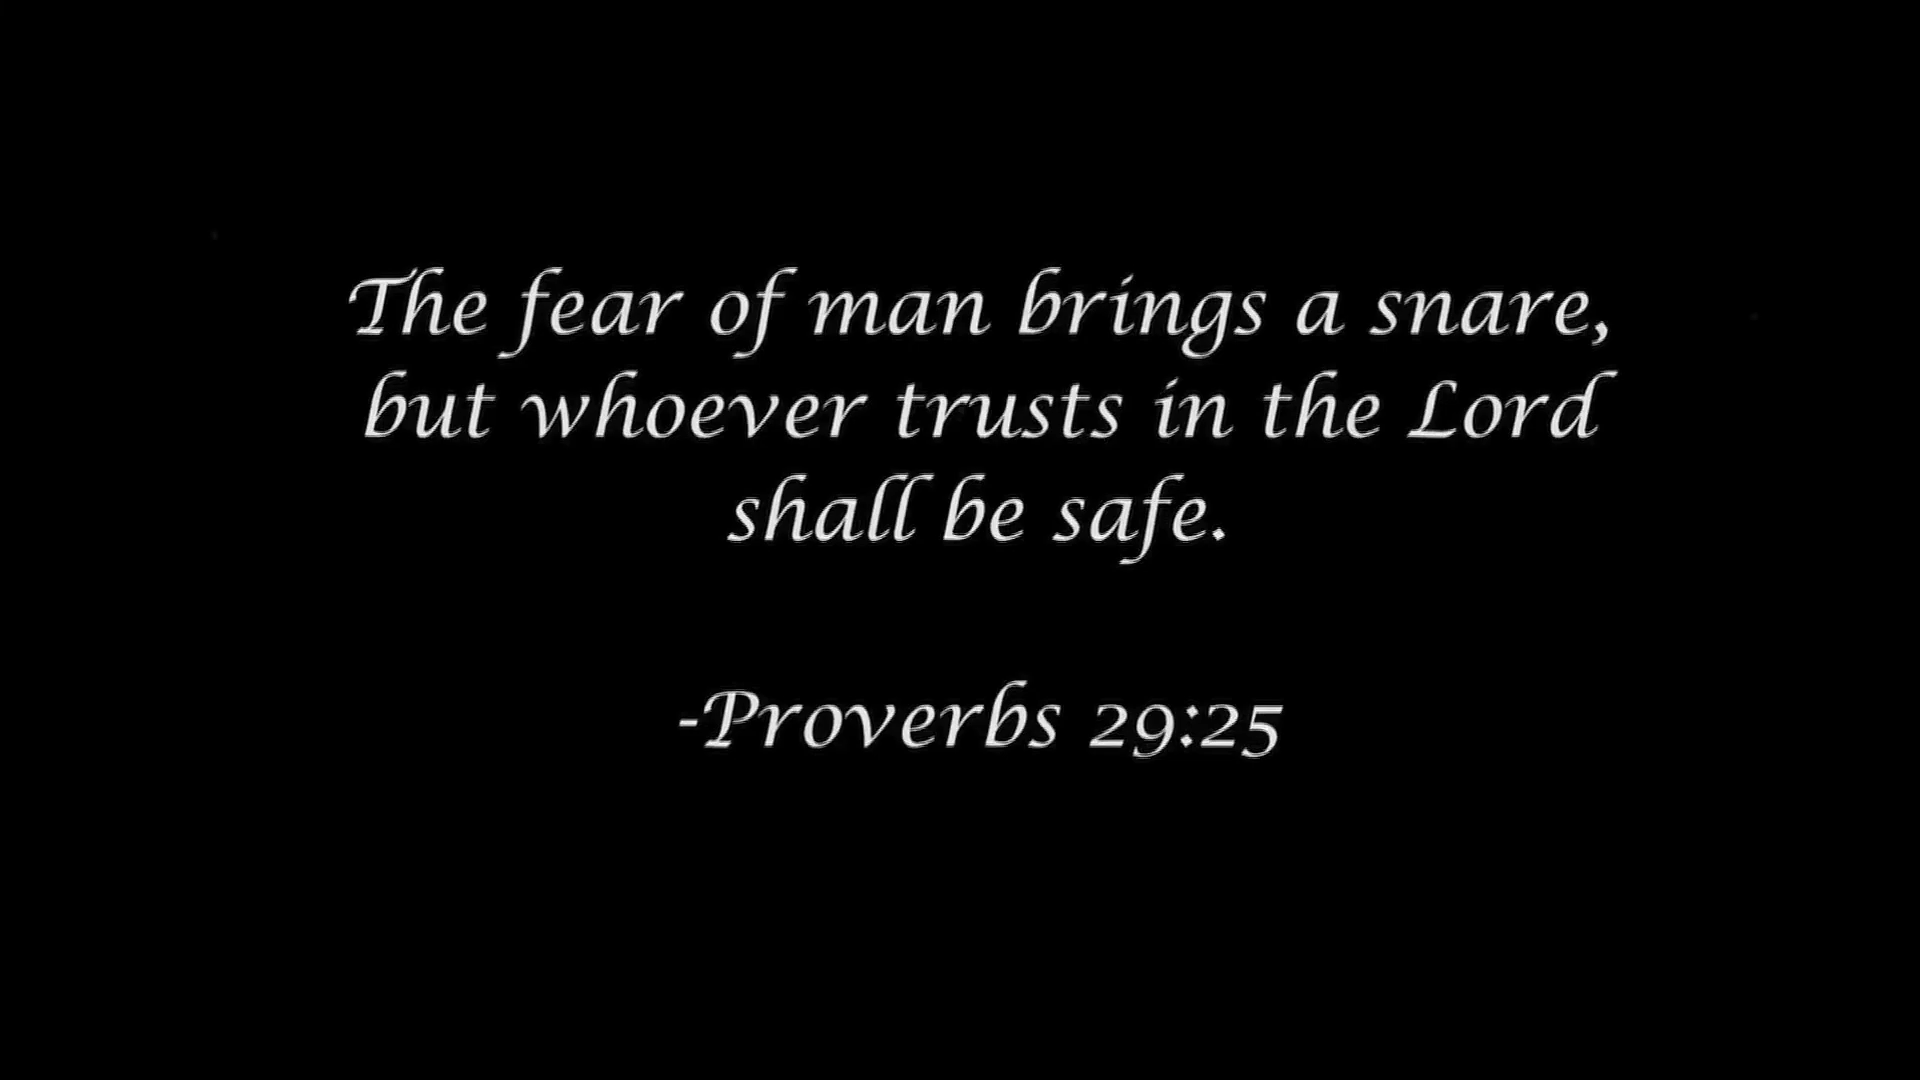 The fear of man brings a snare,
but whoever trusts in the Lord
shall be safe.
-Proverbs 29:25